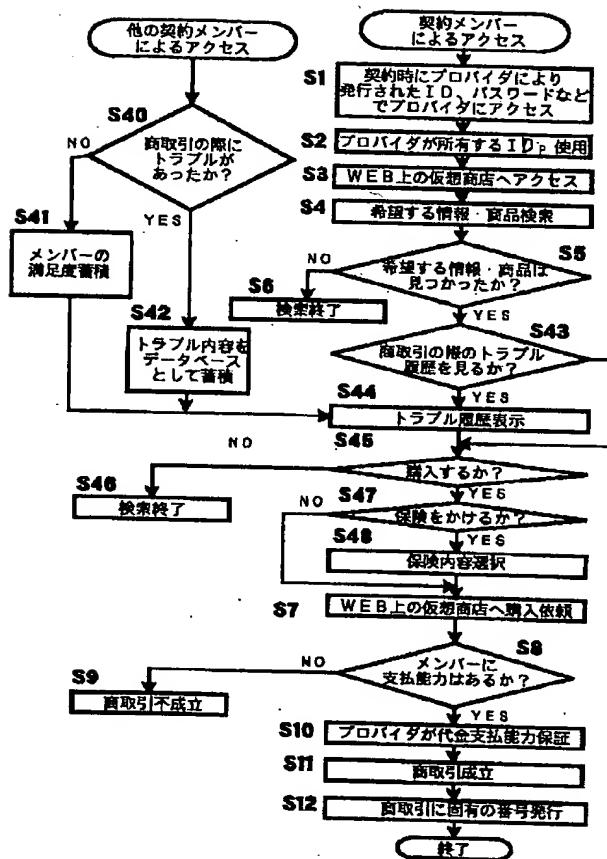 他の契約メンバー
によるアクセス
S40
商取引の際に
トラブルが
あったか?
NO
YES
S41
メンバーの
満足度蓄積
S42
トラブル内容を
データベース
として蓄積
契約メンバー
によるアクセス
S1
契約時にプロバイダにより
発行されたID、パスワードなど
でプロバイダにアクセス
S2
プロバイダが所有するIDP 使用
S3
WEB上の仮想商店へアクセス
S4
希望する情報・商品検索
S5
希望する情報・商品は
見つかったか?
NO
YES
S6
検索終了
S43
商取引の際のトラブル
履歴を見るか?
YES
S44
トラブル履歴表示
S45
購入するか?
NO
YES
S46
検索終了
S47
保険をかけるか?
NO
YES
S48
保険内容選択
S7
WEB上の仮想商店へ購入依頼
S8
メンバーに
支払能力はあるか?
NO
YES
S9
商取引不成立
S10
プロバイダが代金支払能力保証
S11
商取引成立
S12
商取引に固有の番号発行
終了